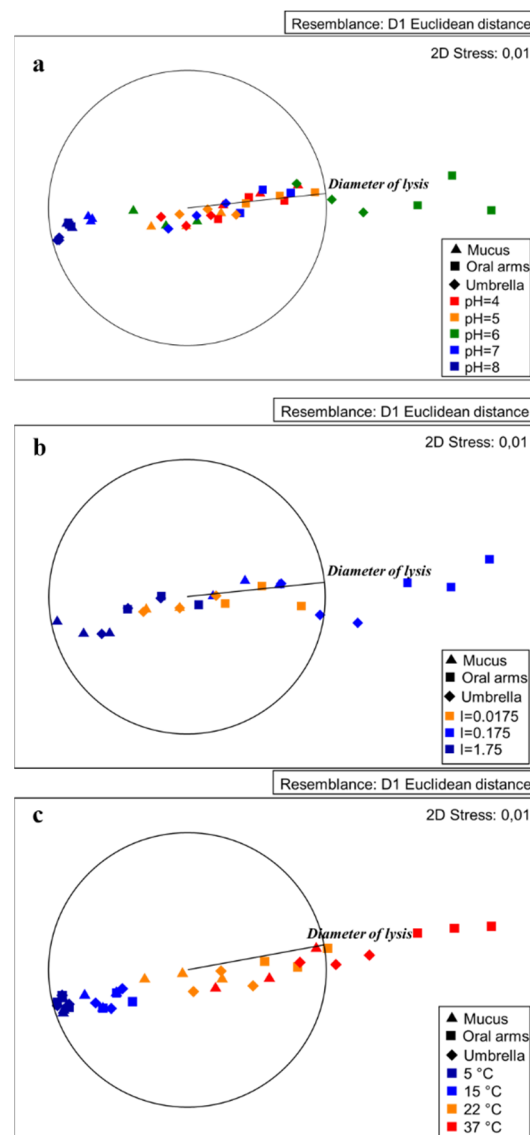 Resemblance: D1 Euclidean distance
2D Stress: 0,01
a
Diameter of lysis
Mucus
Oral arms
Umbrella
pH=4
pH=5
pH=6
pH=7
pH=8
Resemblance: D1 Euclidean distance
2D Stress: 0,01
b
Diameter of lysis
Mucus
Oral arms
Umbrella
I=0.0175
I=0.175
I=1.75
Resemblance: D1 Euclidean distance
2D Stress: 0,01
c
Diameter of lysis
Mucus
Oral arms
Umbrella
5 °C
15 °C
22 °C
37 °C